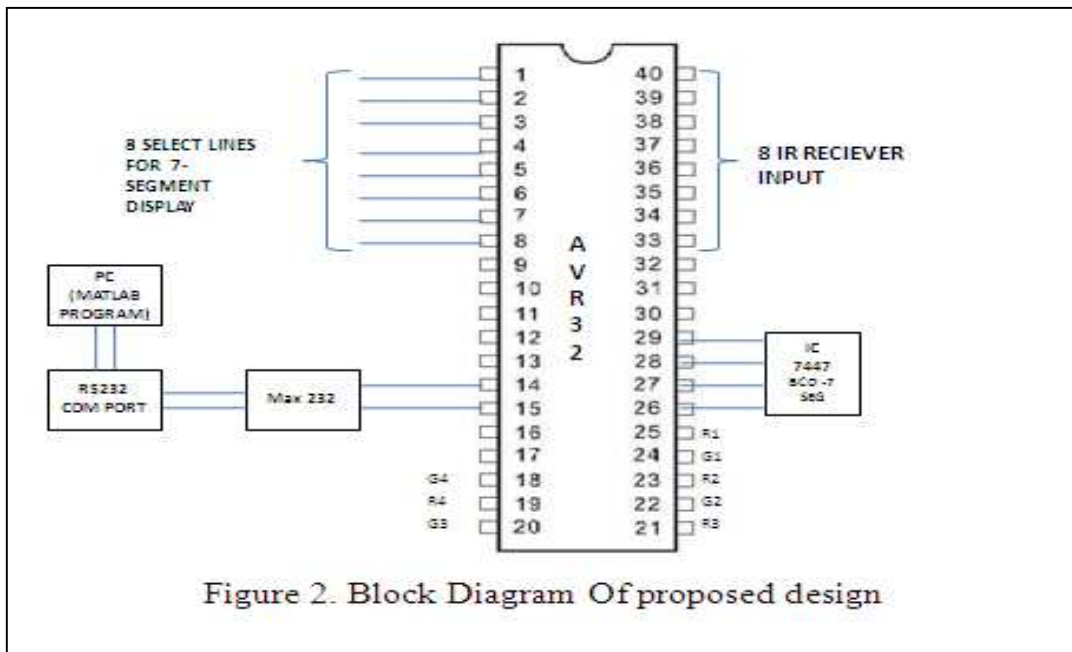 8 SELECT LINES
FOR 7-
SEGMENT
DISPLAY
PC
(MATLAB
PROGRAM)
RS232
COM PORT
Max 232
1
2
3
4
5
6
7
8
9
10
11
12
13
14
15
16
17
18
19
20
G4
R4
G3
A
V
R
3
2
40
39
38
37
36
35
34
33
32
31
30
29
28
27
26
25
24
23
22
21
8 IR RECIEVER
INPUT
IC
7447
BCD -7
SEG
R1
G1
R2
G2
R3
Figure 2. Block Diagram Of proposed design